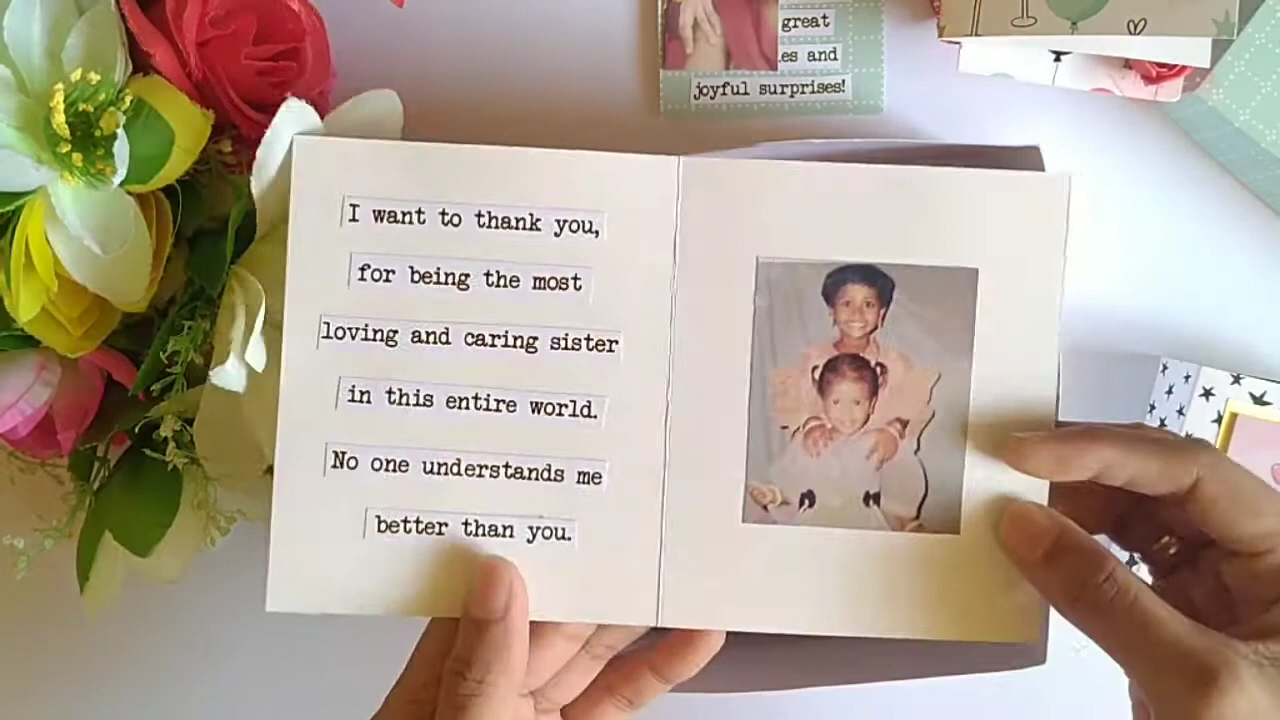 great
es and
joyful surprises!
I want to thank you,
for being the most
loving and caring sister
in this entire world.
No one understands me
better than you.